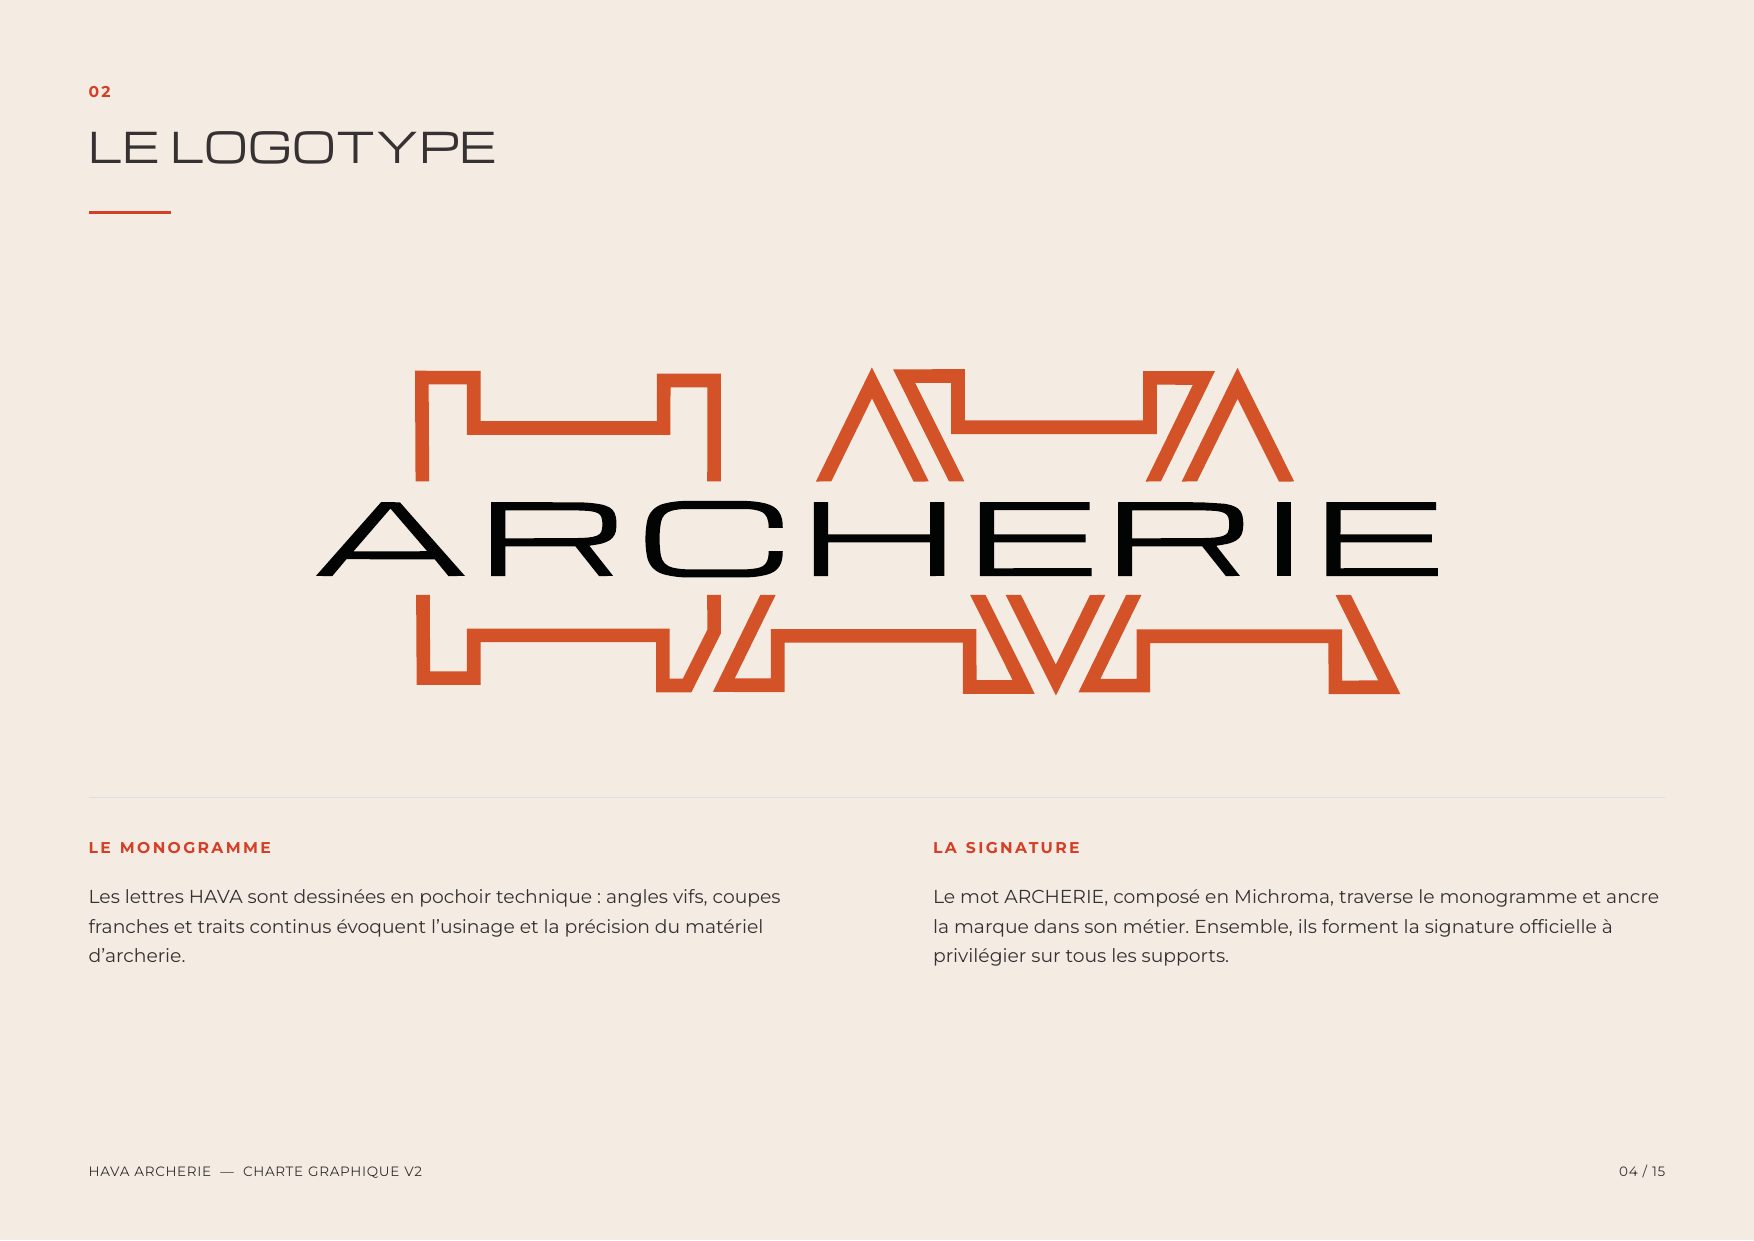 02
LE LOGOTYPE
HAVA
ARCHERIE
LE MONOGRAMME
Les lettres HAVA sont dessinées en pochoir technique : angles vifs, coupes
franches et traits continus évoquent l’usinage et la précision du matériel
d’archerie.
LA SIGNATURE
Le mot ARCHERIE, composé en Michroma, traverse le monogramme et ancre
la marque dans son métier. Ensemble, ils forment la signature officielle à
privilégier sur tous les supports.
HAVA ARCHERIE — CHARTE GRAPHIQUE V2
04 / 15